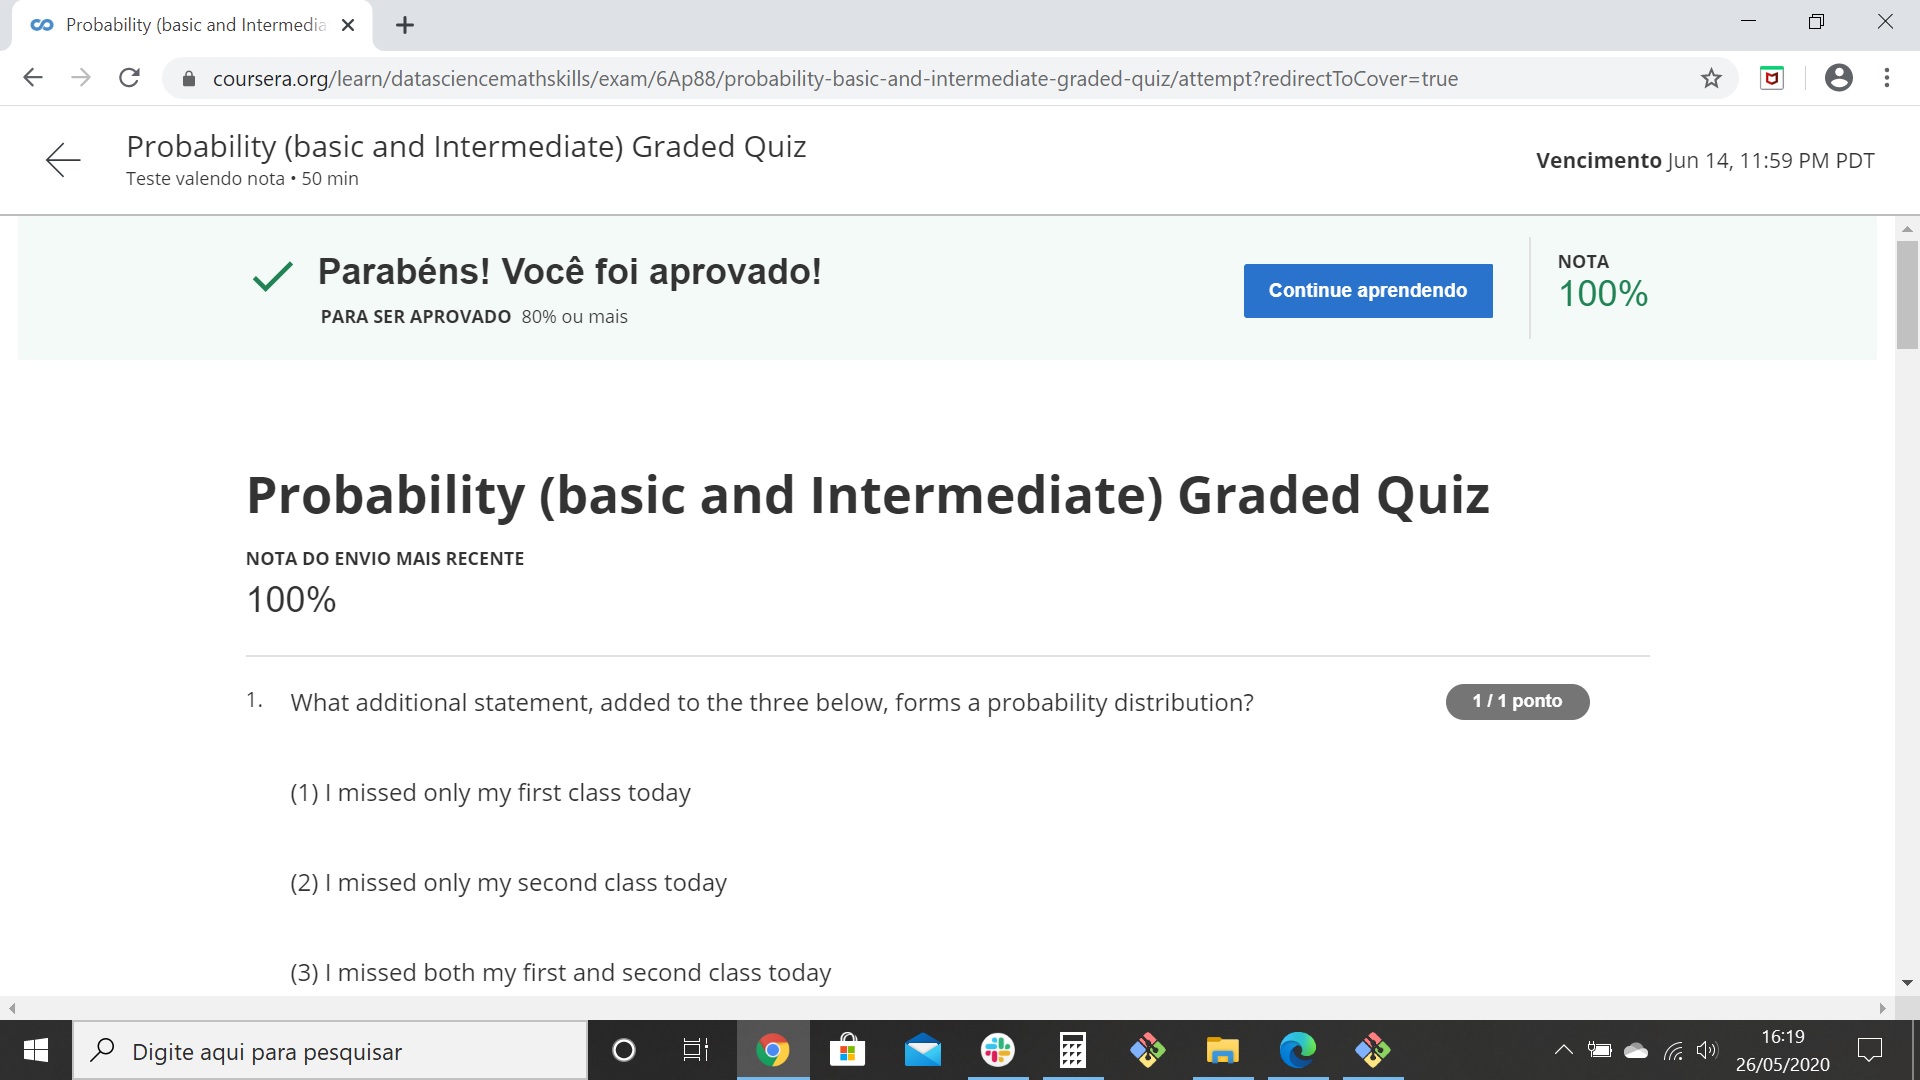 Probability (basic and Intermedia
coursera.org/learn/datasciencemathskills/exam/6Ap88/probability-basic-and-intermediate-graded-quiz/attempt?redirectToCover=true
Probability (basic and Intermediate) Graded Quiz
Teste valendo nota • 50 min
Vencimento Jun 14, 11:59 PM PDT
Parabéns! Você foi aprovado!
PARA SER APROVADO 80% ou mais
Continue aprendendo
NOTA
100%
Probability (basic and Intermediate) Graded Quiz
NOTA DO ENVIO MAIS RECENTE
100%
1. What additional statement, added to the three below, forms a probability distribution?
1 / 1 ponto
(1) I missed only my first class today
(2) I missed only my second class today
(3) I missed both my first and second class today
Digite aqui para pesquisar
16:19
26/05/2020